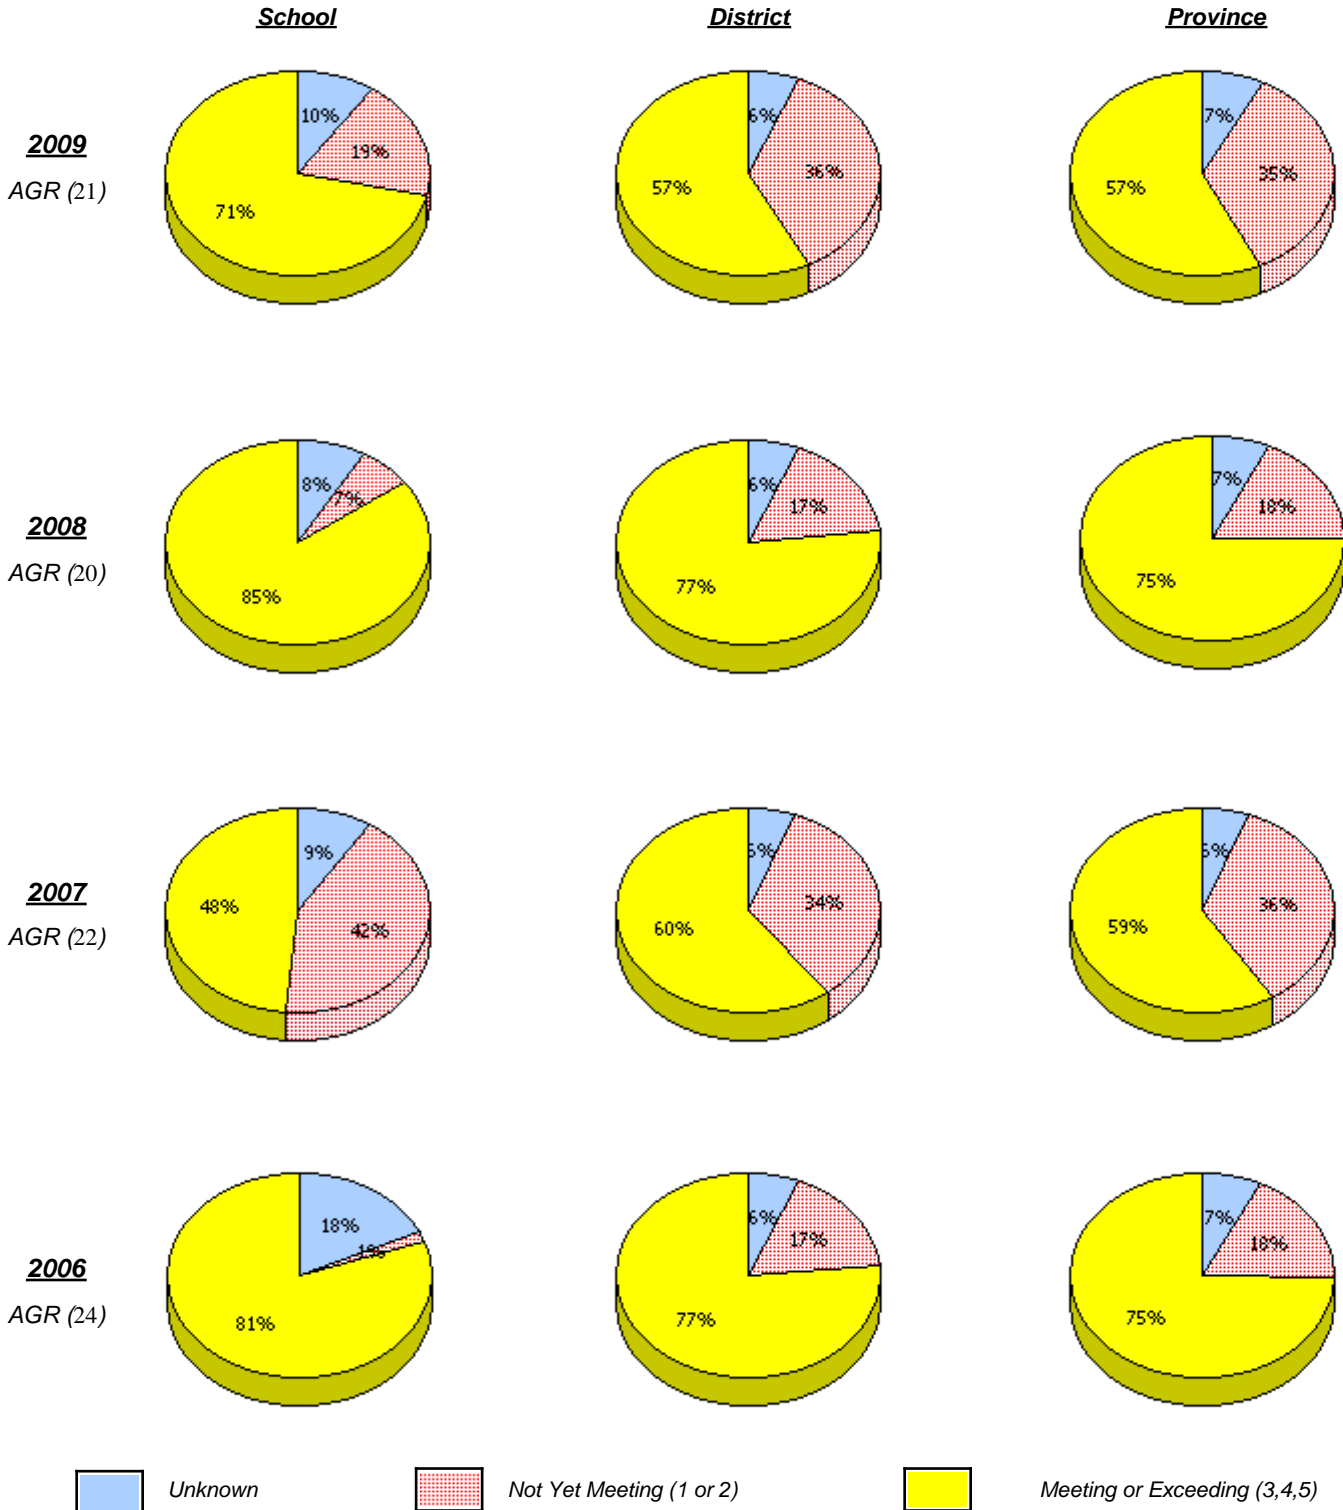 School District Province
2009
AGR (21)
10% 19% 71%
6% 36% 57%
7% 35% 57%
2008
AGR (20)
8% 7% 85%
6% 17% 77%
7% 18% 75%
2007
AGR (22)
9% 42% 48%
5% 34% 60%
5% 36% 59%
2006
AGR (24)
18% 1% 81%
6% 17% 77%
7% 18% 75%
Unknown Not Yet Meeting (1 or 2) Meeting or Exceeding (3,4,5)